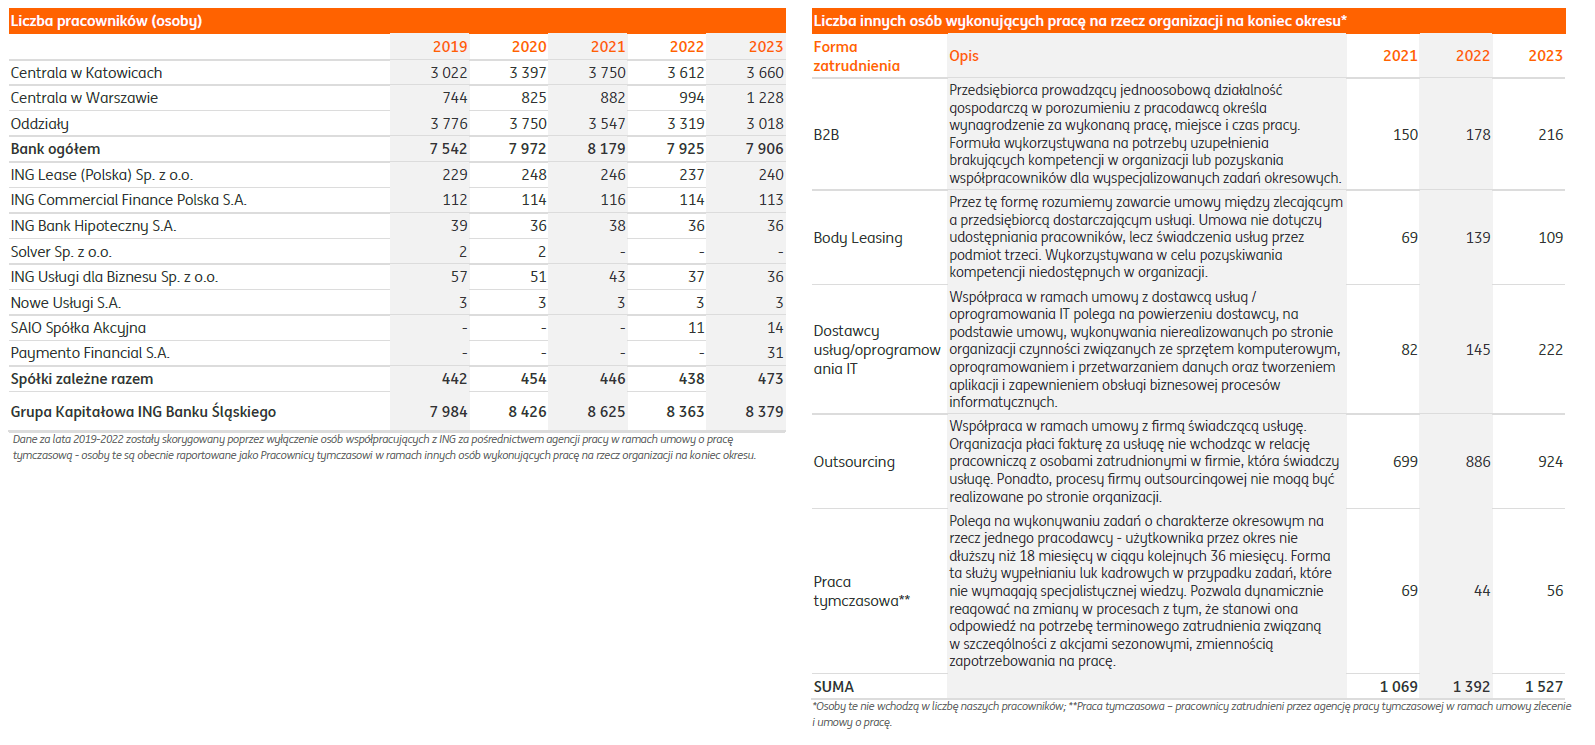 Liczba pracowników (osoby)
2019 2020 2021 2022 2023
Centrala w Katowicach 3 022 3 397 3 750 3 612 3 660
Centrala w Warszawie 744 825 882 994 1 228
Oddziały 3 776 3 750 3 547 3 319 3 018
Bank ogółem 7 542 7 972 8 179 7 925 7 906
ING Lease (Polska) Sp. z o.o. 229 248 246 237 240
ING Commercial Finance Polska S.A. 112 114 116 114 113
ING Bank Hipoteczny S.A. 39 36 38 36 36
Solver Sp. z o.o. 2 2 - - -
ING Usługi dla Biznesu Sp. z o.o. 57 51 43 37 36
Nowe Usługi S.A. 3 3 3 3 3
SAIO Spółka Akcyjna - - - 11 14
Paymento Financial S.A. - - - - 31
Spółki zależne razem 442 454 446 438 473
Grupa Kapitałowa ING Banku Śląskiego 7 984 8 426 8 625 8 363 8 379
Dane za lata 2019-2022 zostały skorygowany poprzez wyłączenie osób współpracujących z ING za pośrednictwem agencji pracy w ramach umowy o pracę
tymczasową - osoby te są obecnie raportowane jako Pracownicy tymczasowi w ramach innych osób wykonujących pracę na rzecz organizacji na koniec okresu.
Liczba innych osób wykonujących pracę na rzecz organizacji na koniec okresu*
Forma
zatrudnienia
Opis 2021 2022 2023
Przedsiębiorca prowadzący jednoosobową działalność
gospodarczą w porozumieniu z pracodawcą określa
wynagrodzenie za wykonaną pracę, miejsce i czas pracy.
B2B 150 178 216
Formuła wykorzystywana na potrzeby uzupełnienia
brakujących kompetencji w organizacji lub pozyskania
współpracowników dla wyspecjalizowanych zadań okresowych.
Przez tę formę rozumiemy zawarcie umowy między zlecającym
a przedsiębiorcą dostarczającym usługi. Umowa nie dotyczy
Body Leasing udostępniania pracowników, lecz świadczenia usług przez 69 139 109
podmiot trzeci. Wykorzystywana w celu pozyskiwania
kompetencji niedostępnych w organizacji.
Współpraca w ramach umowy z dostawcą usług /
oprogramowania IT polega na powierzeniu dostawcy, na
Dostawcy podstawie umowy, wykonywania nierealizowanych po stronie
usług/oprogramow organizacji czynności związanych ze sprzętem komputerowym, 82 145 222
ania IT oprogramowaniem i przetwarzaniem danych oraz tworzeniem
aplikacji i zapewnieniem obsługi biznesowej procesów
informatycznych.
Współpraca w ramach umowy z firmą świadczącą usługę.
Organizacja płaci fakturę za usługę nie wchodząc w relację
Outsourcing pracowniczą z osobami zatrudnionymi w firmie, która świadczy 699 886 924
usługę. Ponadto, procesy firmy outsourcingowej nie mogą być
realizowane po stronie organizacji.
Polega na wykonywaniu zadań o charakterze okresowym na
rzecz jednego pracodawcy - użytkownika przez okres nie
dłuższy niż 18 miesięcy w ciągu kolejnych 36 miesięcy. Forma
Praca ta służy wypełnianiu luk kadrowych w przypadku zadań, które
tymczasowa** nie wymagają specjalistycznej wiedzy. Pozwala dynamicznie 69 44 56
reagować na zmiany w procesach z tym, że stanowi ona
odpowiedź na potrzebę terminowego zatrudnienia związaną
w szczególności z akcjami sezonowymi, zmiennością
zapotrzebowania na pracę.
SUMA 1 069 1 392 1 527
*Osoby te nie wchodzą w liczbę naszych pracowników; **Praca tymczasowa – pracownicy zatrudnieni przez agencję pracy tymczasowej w ramach umowy zlecenie
i umowy o pracę.